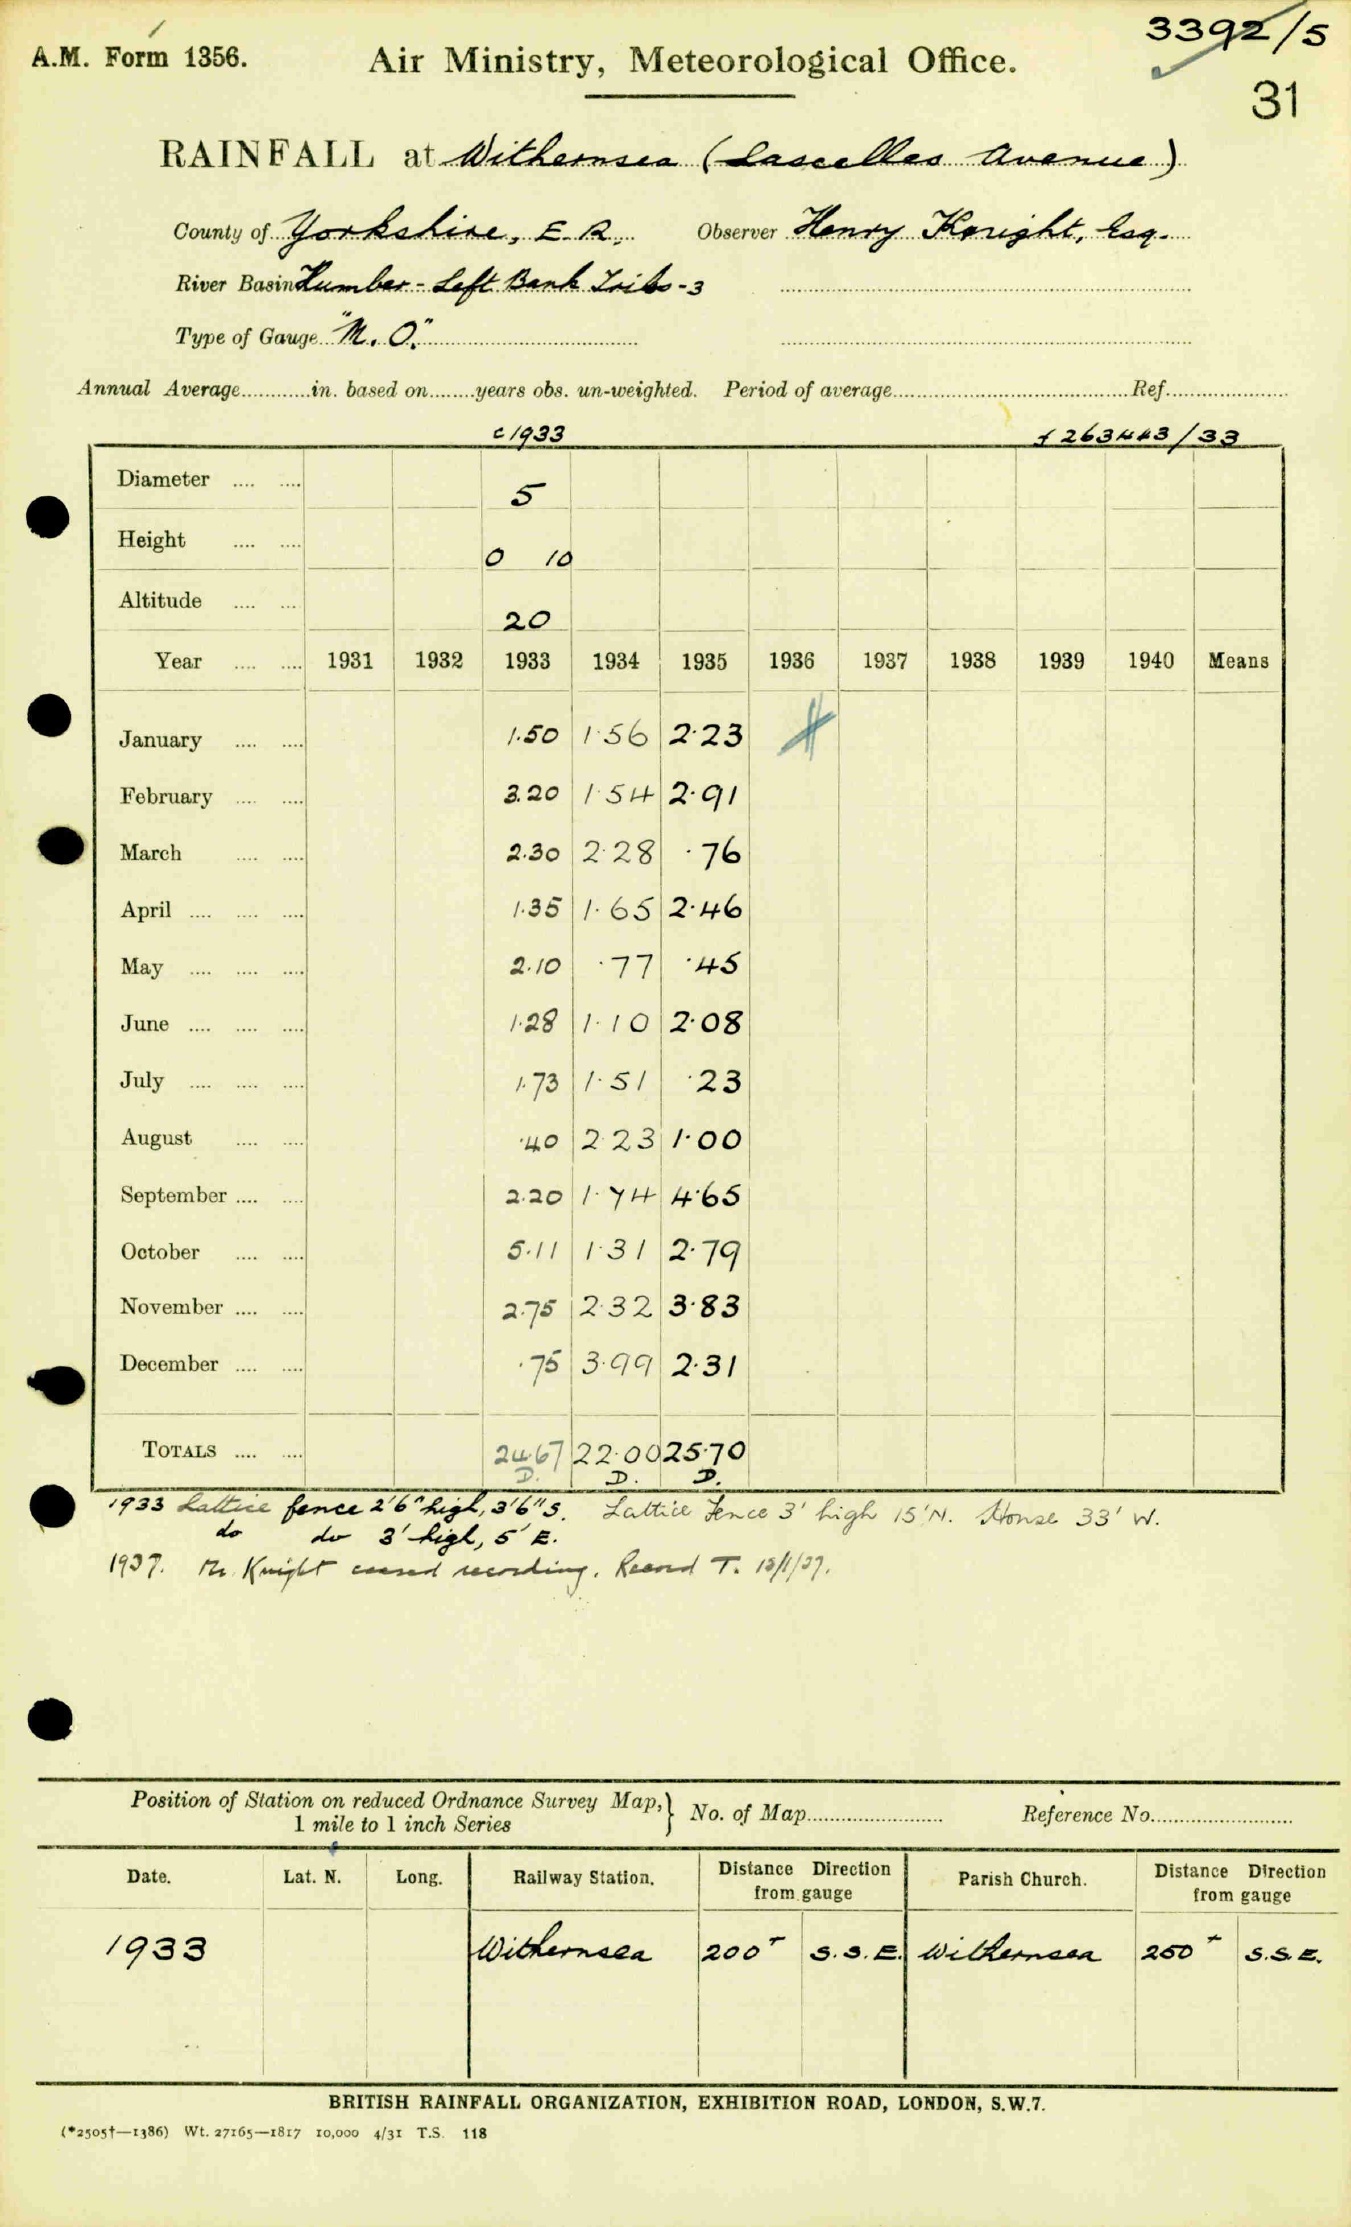 3392/5
A.M. Form 1356. Air Ministry, Meteorological Office.
31
RAINFALL at Withernsea (Lascelles Avenue)
County of Yorkshire, E. R. Observer Henry Knight, Esq.
River Basin Humber - Left Bank Tribs - 3
Type of Gauge "M. O."
Annual Average............in. based on........years obs. un-weighted. Period of average..........Ref..........
c 1933 f 263443/33
Diameter .... .... 5
Height .... .... 0 10
Altitude .... .... 20
Year .... .... 1931 1932 1933 1934 1935 1936 1937 1938 1939 1940 Means
January .... .... 1.50 1.56 2.23
February .... .... 3.20 1.54 2.91
March .... .... 2.30 2.28 .76
April .... .... .... 1.35 1.65 2.46
May .... .... .... 2.10 .77 .45
June .... .... .... 1.28 1.10 2.08
July .... .... .... 1.73 1.51 .23
August .... .... .40 2.23 1.00
September .... .... 2.20 1.74 4.65
October .... .... 5.11 1.31 2.79
November .... .... 2.75 2.32 3.83
December .... .... .75 3.99 2.31
TOTALS .... .... 24.67 22.00 25.70
D. D. D.
1933 Lattice fence 2'6" high, 3'6" S. Lattice Fence 3' high 15' N. House 33' W.
do do 3' high, 5' E.
1937. Mr. Knight ceased recording. Record T.
Position of Station on reduced Ordnance Survey Map, } No. of Map.......... Reference No..........
1 mile to 1 inch Series
Date. Lat. N. Long. Railway Station. Distance Direction from gauge Parish Church. Distance Direction from gauge
1933 Withernsea 200 + S.S.E. Withernsea 250 + S.S.E.
BRITISH RAINFALL ORGANIZATION, EXHIBITION ROAD, LONDON, S.W.7.
(*2505†—1386) Wt. 27165—1817 10,000 4/31 T.S. 118